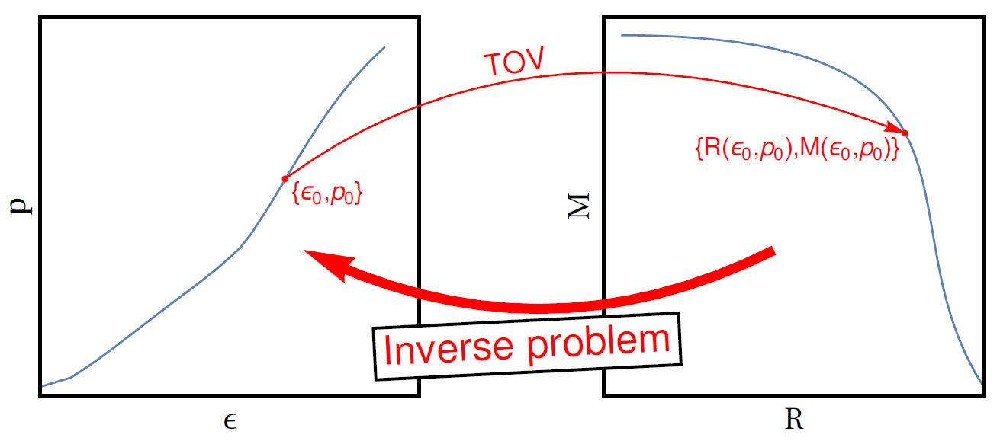 TOV
{R(ϵ₀,p₀),M(ϵ₀,p₀)}
{ϵ₀,p₀}
p
M
Inverse problem
ϵ
R